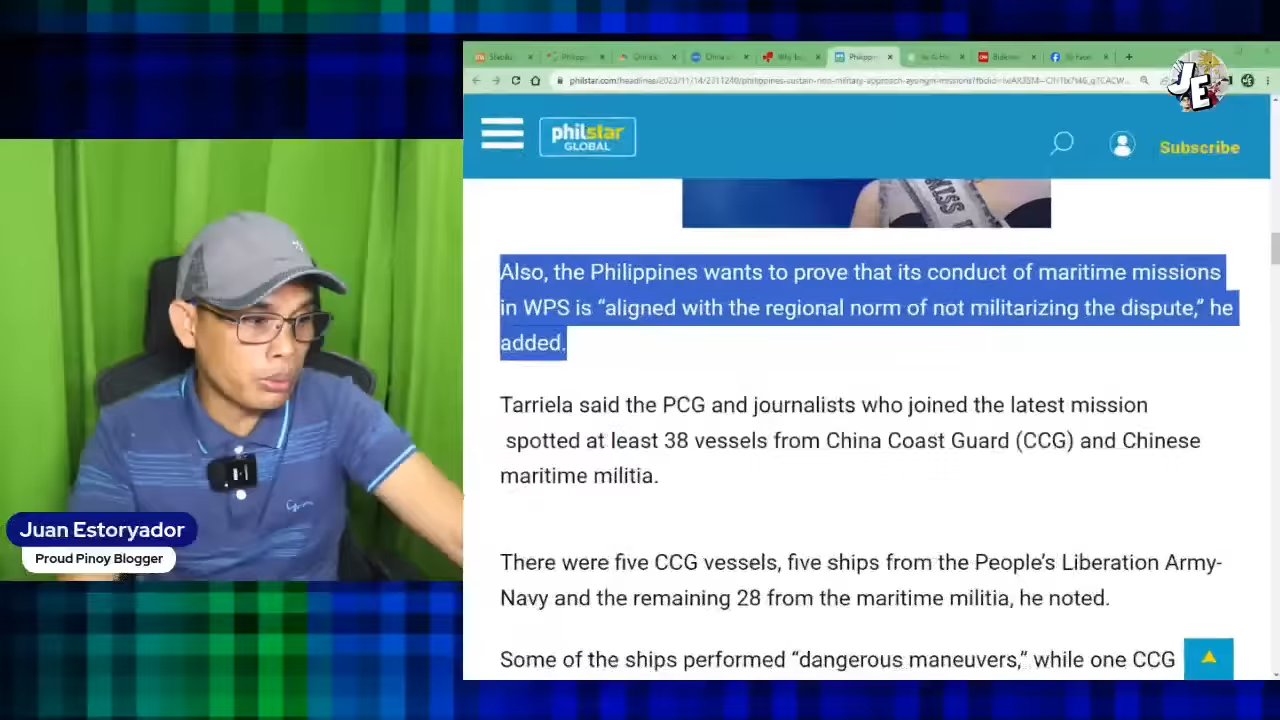 philstar
GLOBAL
Subscribe
JE
MISS
Also, the Philippines wants to prove that its conduct of maritime missions
in WPS is “aligned with the regional norm of not militarizing the dispute,” he
added.
Tarriela said the PCG and journalists who joined the latest mission
spotted at least 38 vessels from China Coast Guard (CCG) and Chinese
maritime militia.
There were five CCG vessels, five ships from the People’s Liberation Army-
Navy and the remaining 28 from the maritime militia, he noted.
Some of the ships performed “dangerous maneuvers,” while one CCG
Juan Estoryador
Proud Pinoy Blogger